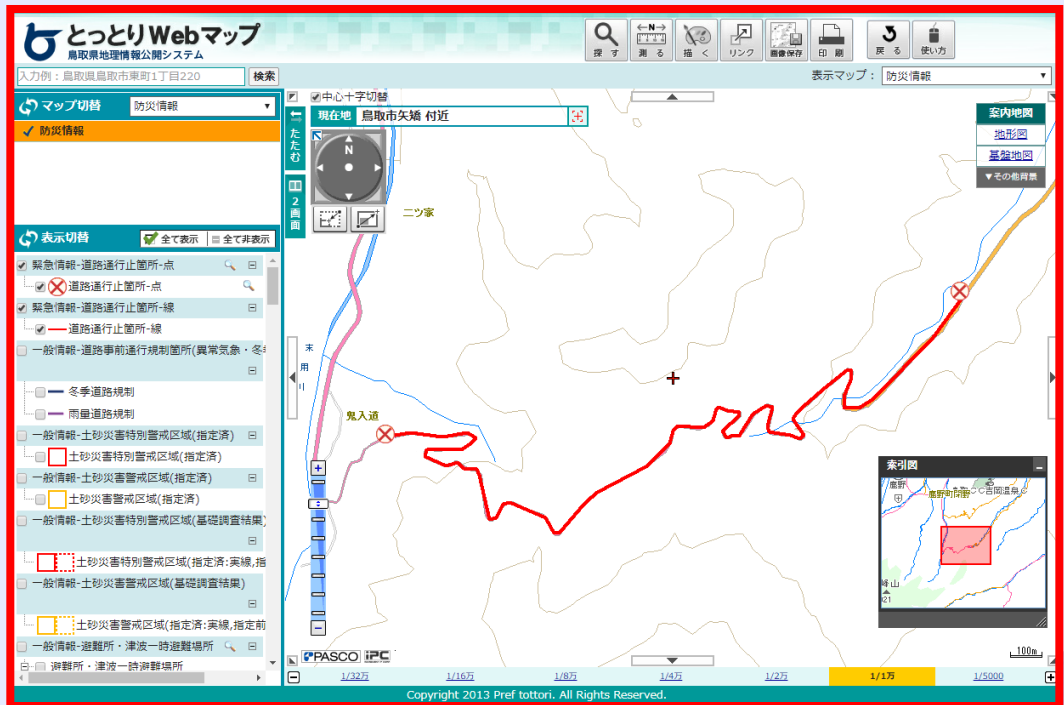 とっとりWebマップ
鳥取県地理情報公開システム
探 す
測 る
描 く
リンク
画像保存
印 刷
戻 る
使い方
入力例：鳥取県鳥取市東町1丁目220
検索
表示マップ： 防災情報
マップ切替 防災情報
防災情報
表示切替 全て表示 全て非表示
緊急情報-道路通行止箇所-点
道路通行止箇所-点
緊急情報-道路通行止箇所-線
道路通行止箇所-線
一般情報-道路事前通行規制箇所(異常気象・冬
冬季道路規制
雨量道路規制
一般情報-土砂災害特別警戒区域(指定済)
土砂災害特別警戒区域(指定済)
一般情報-土砂災害警戒区域(指定済)
土砂災害警戒区域(指定済)
一般情報-土砂災害特別警戒区域(基礎調査結果)
土砂災害特別警戒区域(指定済:実線,指
一般情報-土砂災害警戒区域(基礎調査結果)
土砂災害警戒区域(指定済:実線,指定前
一般情報-避難所・津波一時避難場所
避難所・津波一時避難場所
中心十字切替
現在地 鳥取市矢矯 付近
たたむ
2画面
N
案内地図
地形図
基盤地図
▼その他背景
二ツ家
末用川
鬼入道
索引図
鹿野
鹿野町閉野
CC吉岡温泉C
峰山
921
100m
PASCO iPC
1/32万
1/16万
1/8万
1/4万
1/2万
1/1万
1/5000
Copyright 2013 Pref tottori. All Rights Reserved.